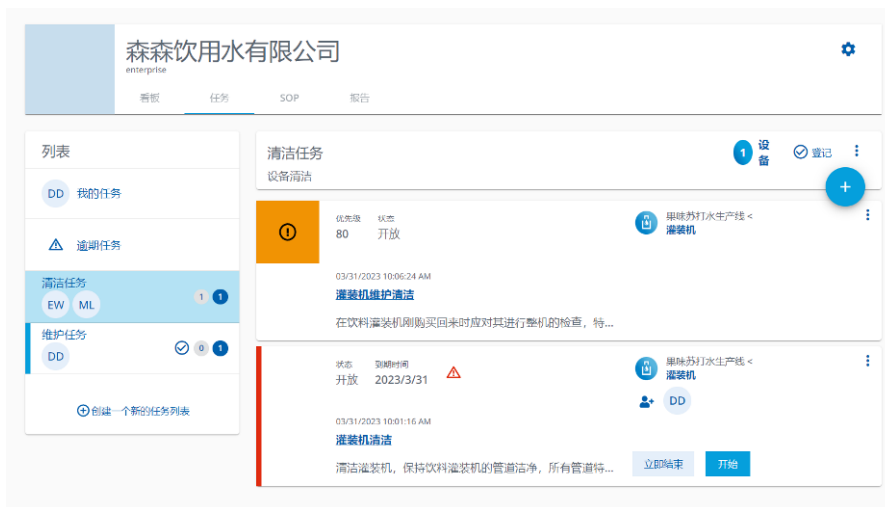 森森饮用水有限公司
enterprise
看板 任务 SOP 报告
列表
DD 我的任务
逾期任务
清洁任务
EW ML 1 1
维护任务
DD 0 1
创建一个新的任务列表
清洁任务
设备清洁
1 设备 登记
+
优先级 状态
80 开放
果味苏打水生产线 <
灌装机
03/31/2023 10:06:24 AM
灌装机维护清洁
在饮料灌装机刚购买回来时应对其进行整机的检查，特...
状态 到期时间
开放 2023/3/31
果味苏打水生产线 <
灌装机
DD
03/31/2023 10:01:16 AM
灌装机清洁
清洁灌装机，保持饮料灌装机的管道洁净，所有管道特...
立即结束 开始